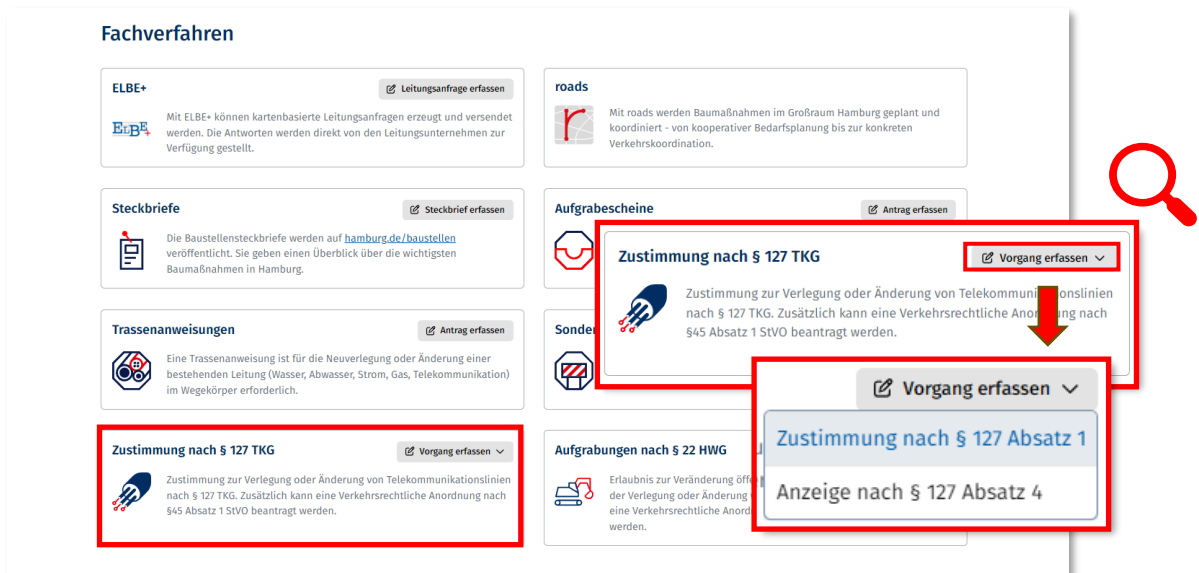 Fachverfahren
ELBE+
Leitungsanfrage erfassen
ELBE+
Mit ELBE+ können kartenbasierte Leitungsanfragen erzeugt und versendet
werden. Die Antworten werden direkt von den Leitungsunternehmen zur
Verfügung gestellt.
roads
Mit roads werden Baumaßnahmen im Großraum Hamburg geplant und
koordiniert - von kooperativer Bedarfsplanung bis zur konkreten
Verkehrskoordination.
Steckbriefe
Steckbrief erfassen
Die Baustellensteckbriefe werden auf hamburg.de/baustellen
veröffentlicht. Sie geben einen Überblick über die wichtigsten
Baumaßnahmen in Hamburg.
Aufgrabescheine
Antrag erfassen
Zustimmung nach § 127 TKG
Vorgang erfassen
Zustimmung zur Verlegung oder Änderung von Telekommunikationslinien
nach § 127 TKG. Zusätzlich kann eine Verkehrsrechtliche Anordnung nach
§45 Absatz 1 StVO beantragt werden.
Trassenanweisungen
Antrag erfassen
Eine Trassenanweisung ist für die Neuverlegung oder Änderung einer
bestehenden Leitung (Wasser, Abwasser, Strom, Gas, Telekommunikation)
im Wegekörper erforderlich.
Sonder
Vorgang erfassen
Zustimmung nach § 127 Absatz 1
Anzeige nach § 127 Absatz 4
Zustimmung nach § 127 TKG
Vorgang erfassen
Zustimmung zur Verlegung oder Änderung von Telekommunikationslinien
nach § 127 TKG. Zusätzlich kann eine Verkehrsrechtliche Anordnung nach
§45 Absatz 1 StVO beantragt werden.
Aufgrabungen nach § 22 HWG
Erlaubnis zur Veränderung öffe
der Verlegung oder Änderung
eine Verkehrsrechtliche Anord
werden.